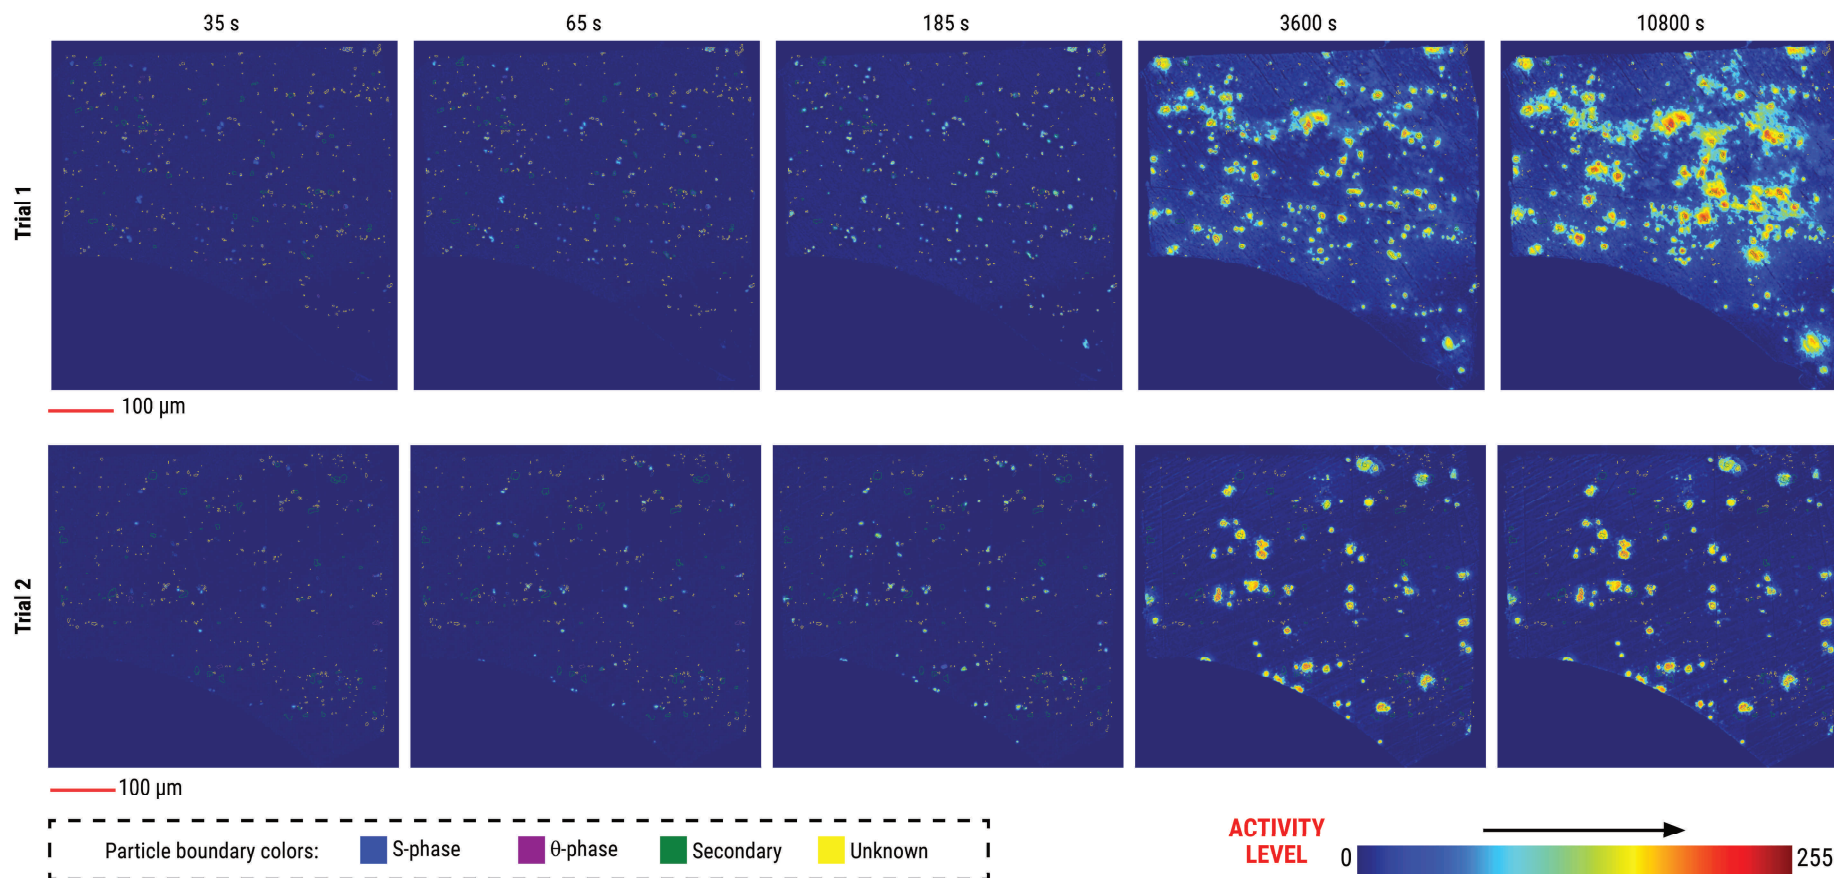 35 s 65 s 185 s 3600 s 10800 s
Trial 1
100 µm
Trial 2
100 µm
Particle boundary colors: S-phase θ-phase Secondary Unknown
ACTIVITY
LEVEL
0 255